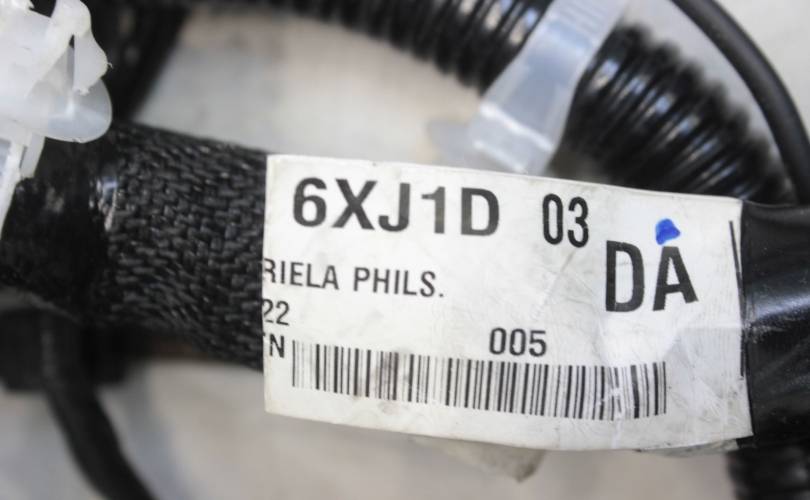 6XJ1D 03
DA
RIELA PHILS.
22
N 005